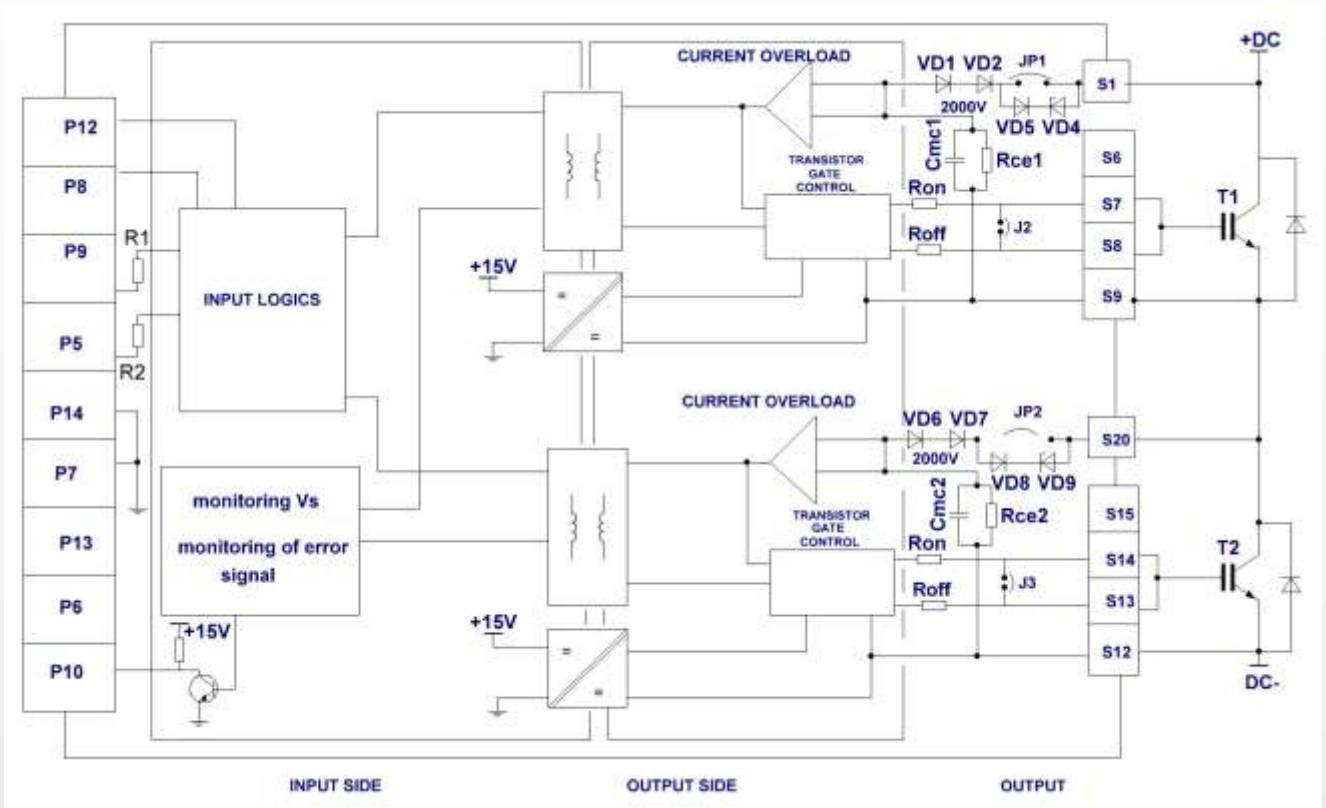 CURRENT OVERLOAD
VD1 VD2 JP1
+DC
S1
2000V
VD5 VD4
P12
P8
P9
P5
P14
P7
P13
P6
P10
R1
R2
INPUT LOGICS
+15V
=
=
TRANSISTOR
GATE
CONTROL
Cmc1
Rce1
Ron
Roff
J2
S6
S7
S8
S9
T1
CURRENT OVERLOAD
VD6 VD7 JP2
S20
2000V
VD8 VD9
monitoring Vs
monitoring of error
signal
+15V
+15V
=
=
TRANSISTOR
GATE
CONTROL
Cmc2
Rce2
Ron
Roff
J3
S15
S14
S13
S12
T2
DC-
INPUT SIDE
OUTPUT SIDE
OUTPUT